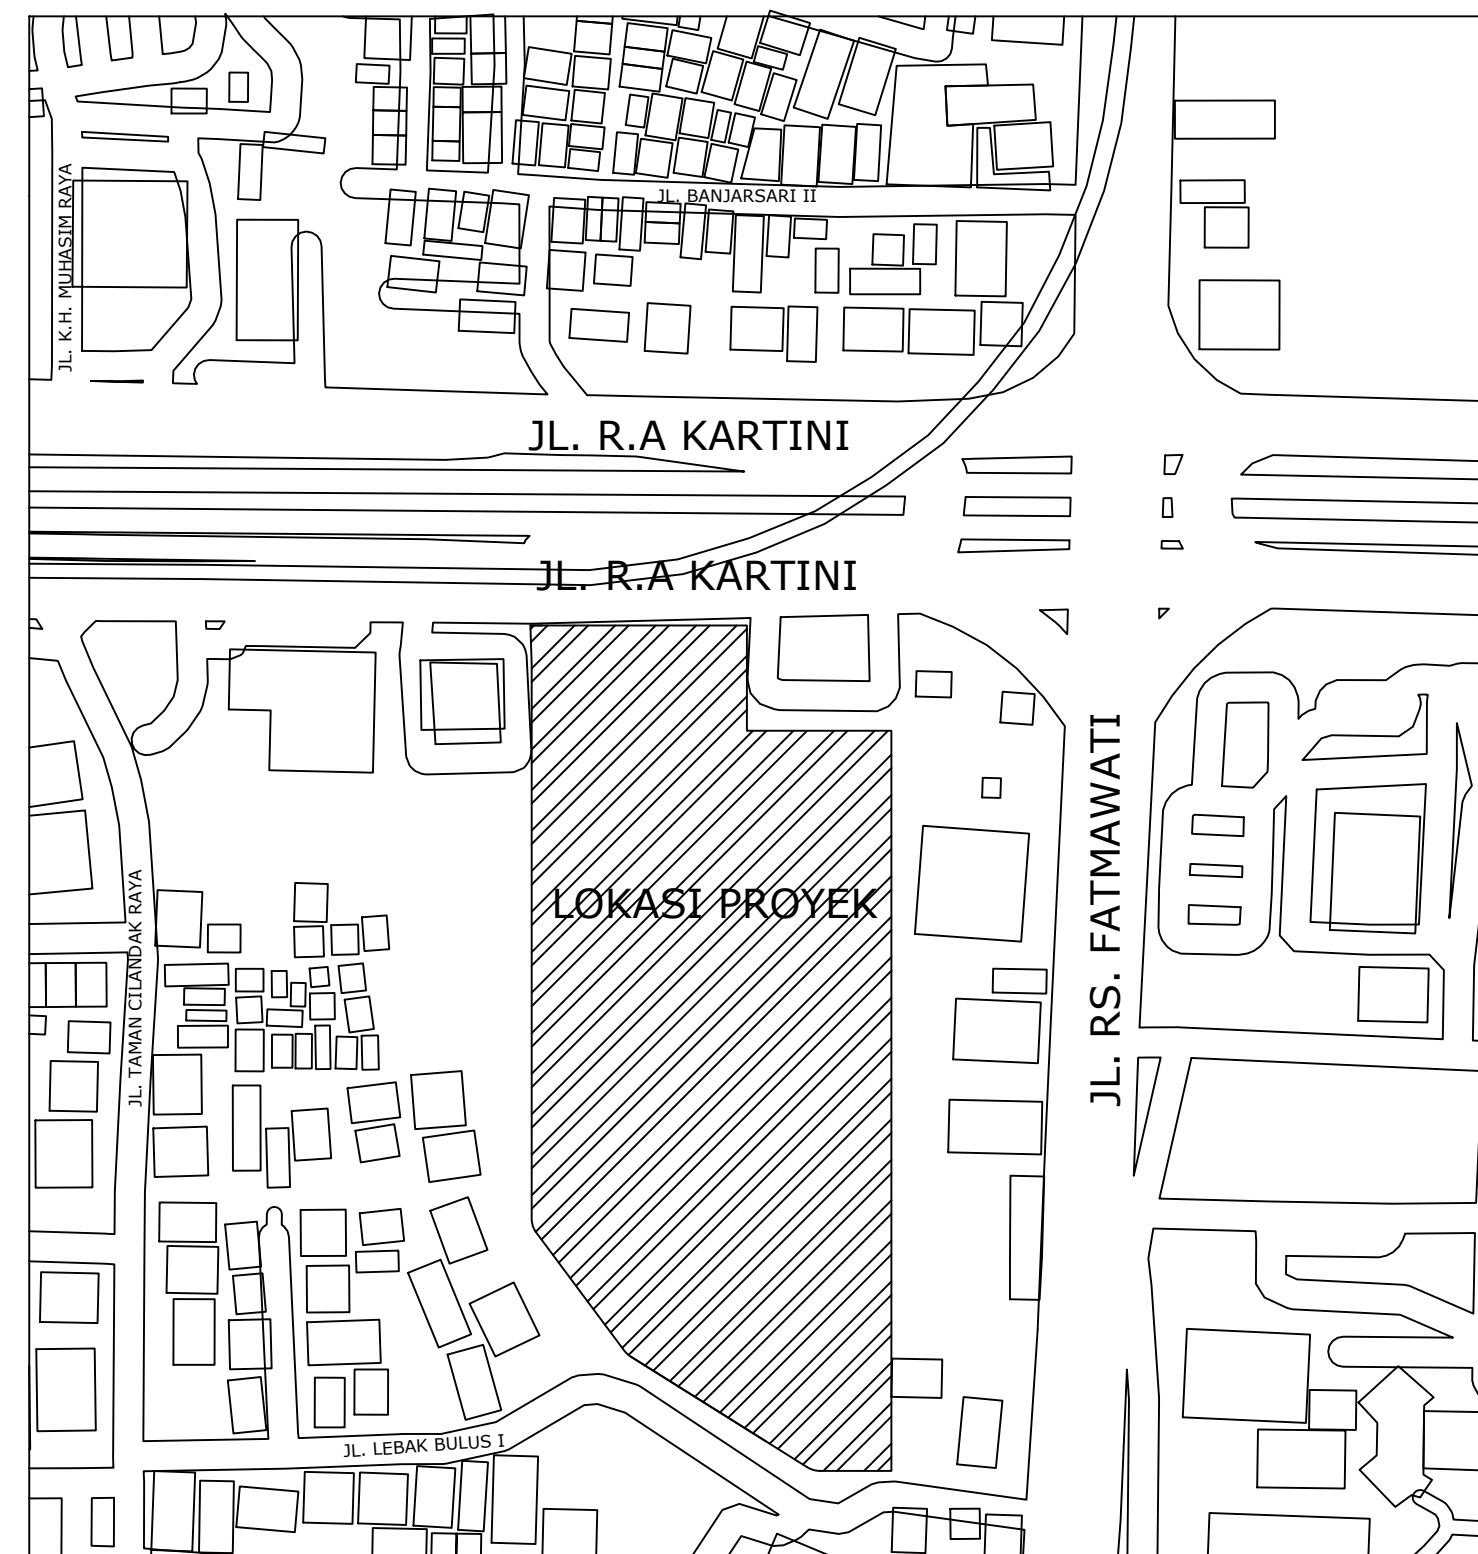 JL. BANJARSARI II
JL. K.H. MUHASIM RAYA
JL. R.A KARTINI
JL. R.A KARTINI
LOKASI PROYEK
JL. RS. FATMAWATI
JL. TAMAN CILANDAK RAYA
JL. LEBAK BULUS I